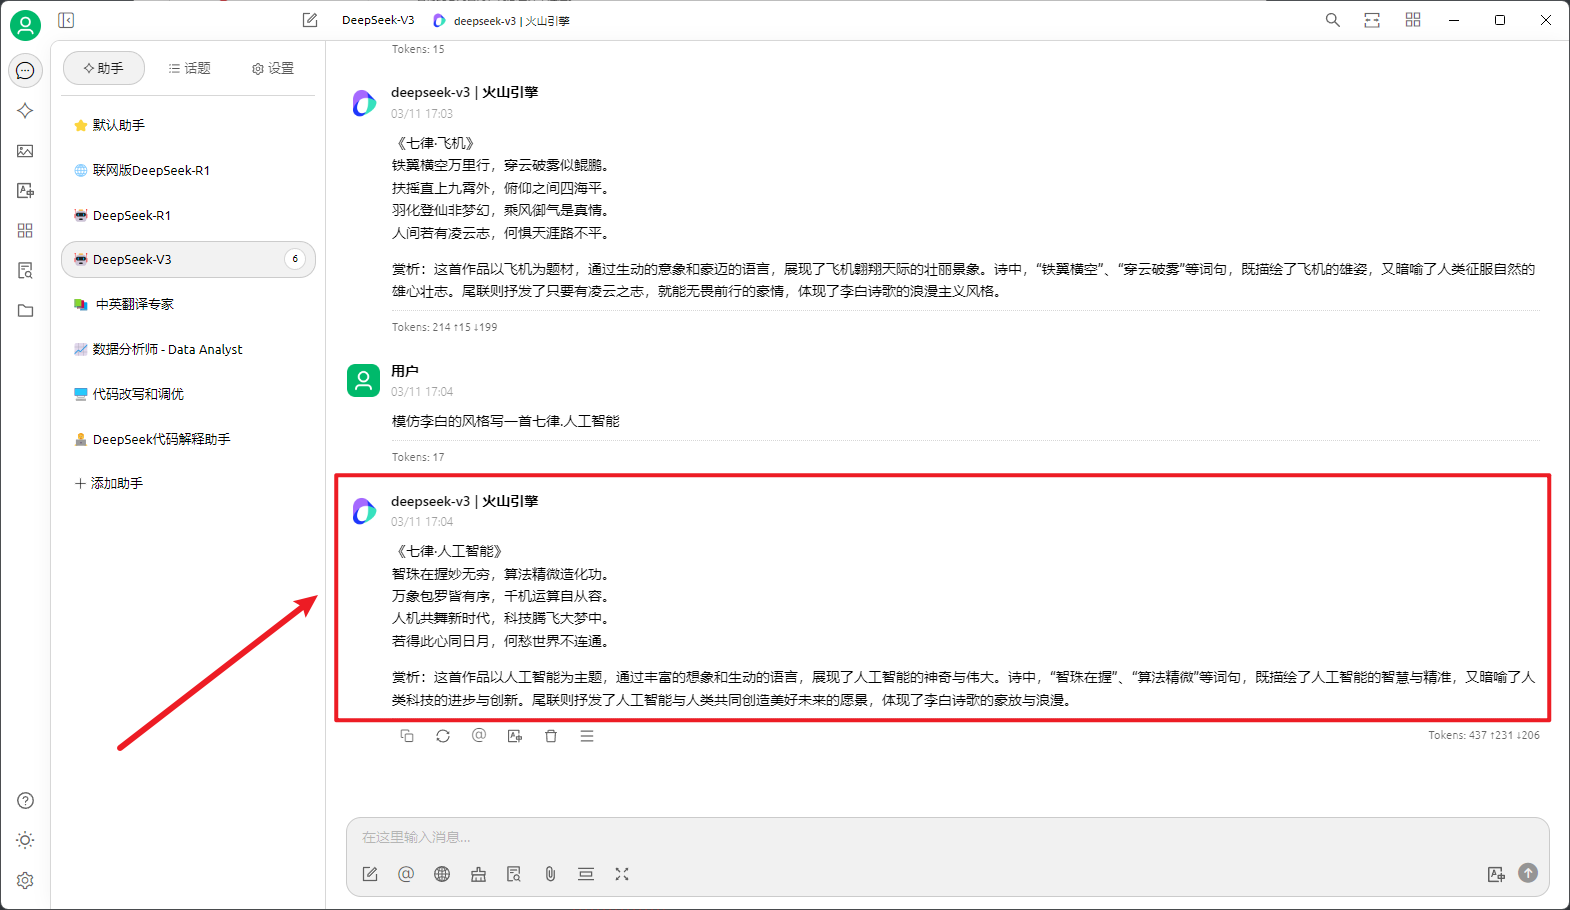 DeepSeek-V3
deepseek-v3 | 火山引擎
助手
话题
设置
默认助手
联网版DeepSeek-R1
DeepSeek-R1
DeepSeek-V3
6
中英翻译专家
数据分析师 - Data Analyst
代码改写和调优
DeepSeek代码解释助手
添加助手
Tokens: 15
deepseek-v3 | 火山引擎
03/11 17:03
《七律·飞机》
铁翼横空万里行，穿云破雾似鲲鹏。
扶摇直上九霄外，俯仰之间四海平。
羽化登仙非梦幻，乘风御气是真情。
人间若有凌云志，何惧天涯路不平。
赏析：这首作品以飞机为题材，通过生动的意象和豪迈的语言，展现了飞机翱翔天际的壮丽景象。诗中，“铁翼横空”、“穿云破雾”等词句，既描绘了飞机的雄姿，又暗喻了人类征服自然的
雄心壮志。尾联则抒发了只要有凌云之志，就能无畏前行的豪情，体现了李白诗歌的浪漫主义风格。
Tokens: 214 ↑15 ↓199
用户
03/11 17:04
模仿李白的风格写一首七律.人工智能
Tokens: 17
deepseek-v3 | 火山引擎
03/11 17:04
《七律·人工智能》
智珠在握妙无穷，算法精微造化功。
万象包罗皆有序，千机运算自从容。
人机共舞新时代，科技腾飞大梦中。
若得此心同日月，何愁世界不连通。
赏析：这首作品以人工智能为主题，通过丰富的想象和生动的语言，展现了人工智能的神奇与伟大。诗中，“智珠在握”、“算法精微”等词句，既描绘了人工智能的智慧与精准，又暗喻了人
类科技的进步与创新。尾联则抒发了人工智能与人类共同创造美好未来的愿景，体现了李白诗歌的豪放与浪漫。
Tokens: 437 ↑231 ↓206
在这里输入消息...